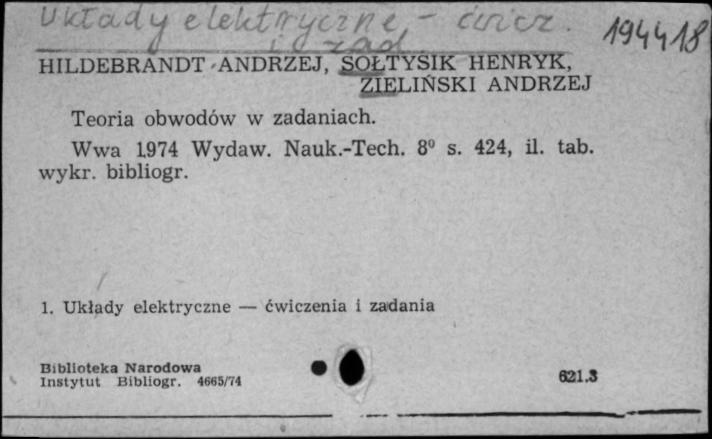 układy elektryczne - ćwicz.
i zad.
194418
HILDEBRANDT ANDRZEJ, SOŁTYSIK HENRYK,
ZIELIŃSKI ANDRZEJ
Teoria obwodów w zadaniach.
Wwa 1974 Wydaw. Nauk.-Tech. 8⁰ s. 424, il. tab.
wykr. bibliogr.
1. Układy elektryczne — ćwiczenia i zadania
Biblioteka Narodowa
Instytut Bibliogr. 4665/74
621.3